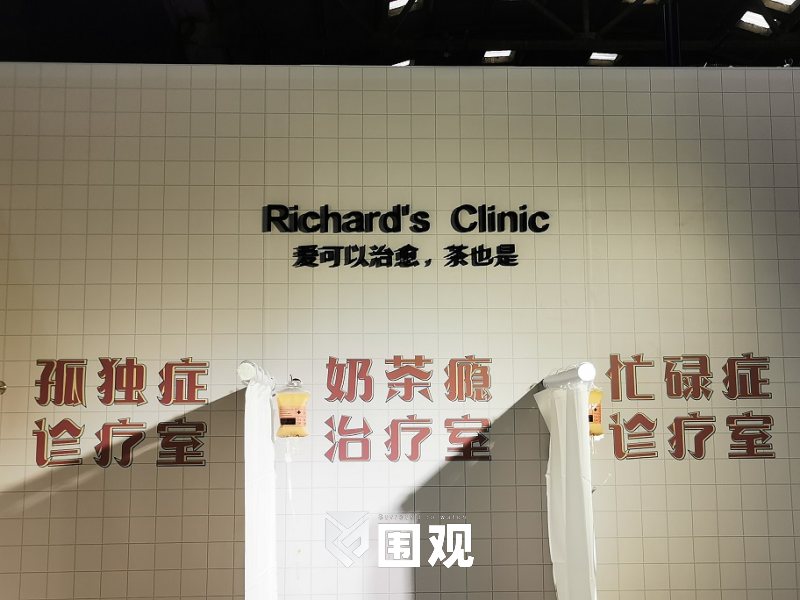 Richard's Clinic
爱可以治愈，茶也是
孤独症
诊疗室
奶茶瘾
治疗室
忙碌症
诊疗室
围观